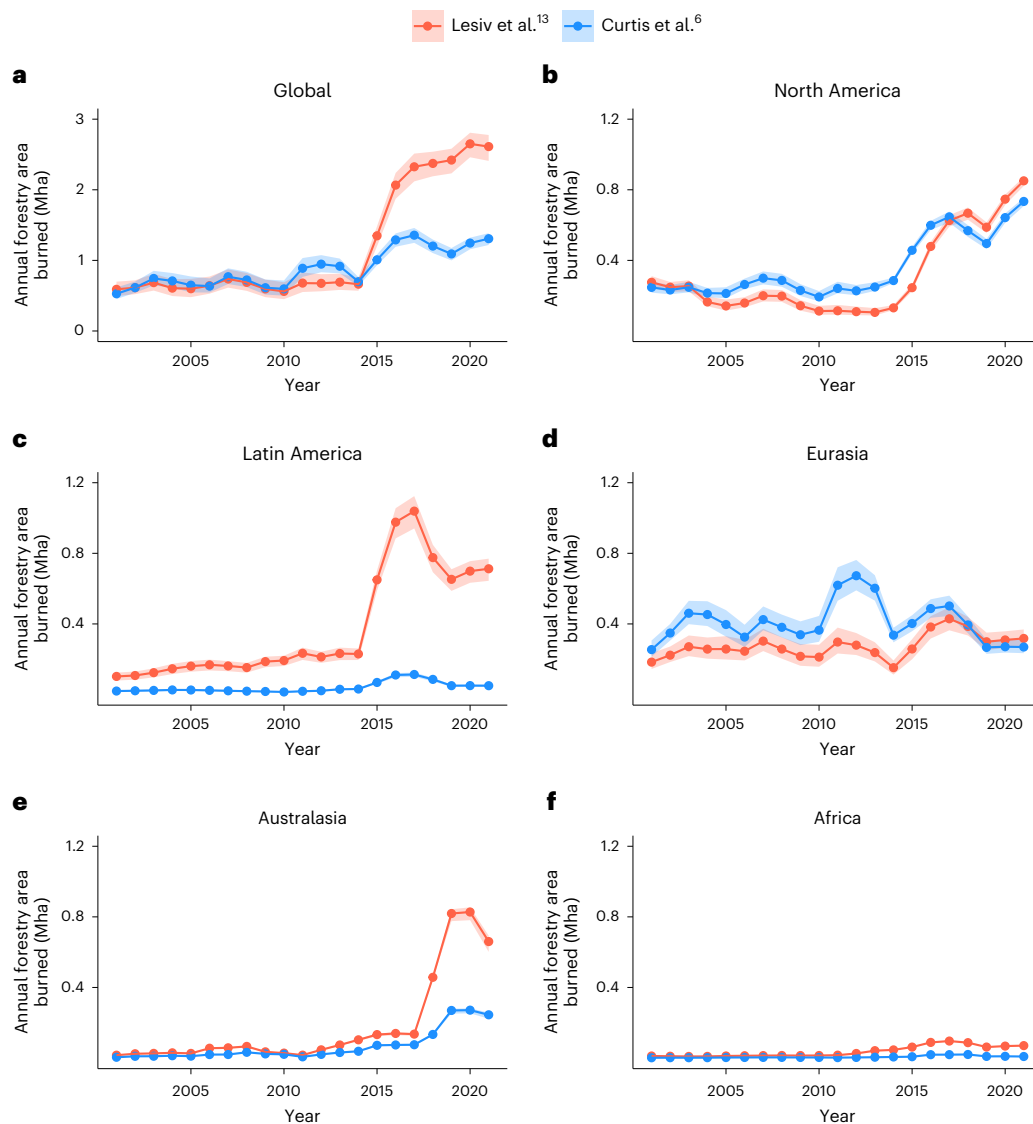 Lesiv et al.13 Curtis et al.6
a
Global
Annual forestry area
burned (Mha)
3
2
1
0
2005 2010 2015 2020
Year
b
North America
Annual forestry area
burned (Mha)
1.2
0.8
0.4
2005 2010 2015 2020
Year
c
Latin America
Annual forestry area
burned (Mha)
1.2
0.8
0.4
2005 2010 2015 2020
Year
d
Eurasia
Annual forestry area
burned (Mha)
1.2
0.8
0.4
2005 2010 2015 2020
Year
e
Australasia
Annual forestry area
burned (Mha)
1.2
0.8
0.4
2005 2010 2015 2020
Year
f
Africa
Annual forestry area
burned (Mha)
1.2
0.8
0.4
2005 2010 2015 2020
Year